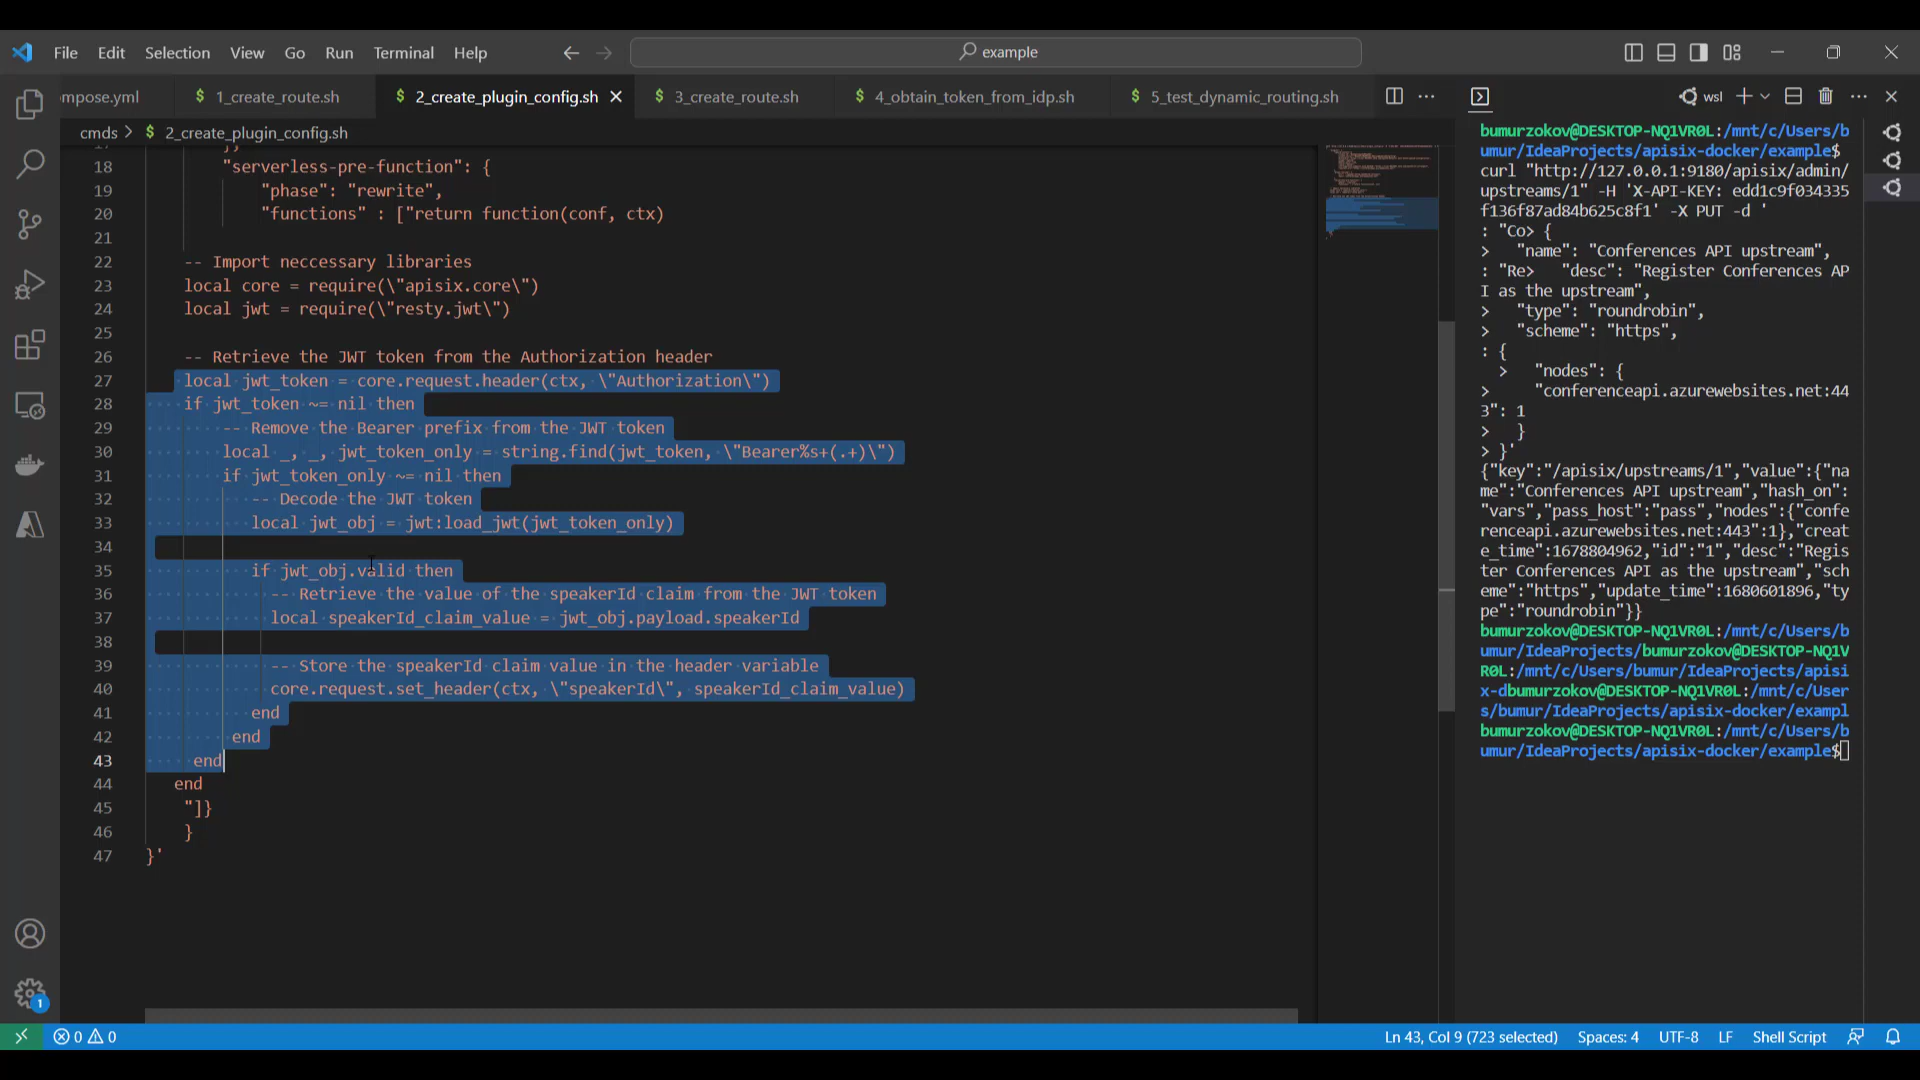 File Edit Selection View Go Run Terminal Help
example
mpose.yml
$ 1_create_route.sh
$ 2_create_plugin_config.sh
$ 3_create_route.sh
$ 4_obtain_token_from_idp.sh
$ 5_test_dynamic_routing.sh
wsl
cmds > $ 2_create_plugin_config.sh
18 "serverless-pre-function": {
19 "phase": "rewrite",
20 "functions" : ["return function(conf, ctx)
21
22 -- Import neccessary libraries
23 local core = require(\"apisix.core\")
24 local jwt = require(\"resty.jwt\")
25
26 -- Retrieve the JWT token from the Authorization header
27 local jwt_token = core.request.header(ctx, \"Authorization\")
28 if jwt_token ~= nil then
29 -- Remove the Bearer prefix from the JWT token
30 local _, _, jwt_token_only = string.find(jwt_token, \"Bearer%s+(.+)\")
31 if jwt_token_only ~= nil then
32 -- Decode the JWT token
33 local jwt_obj = jwt:load_jwt(jwt_token_only)
34
35 if jwt_obj.valid then
36 -- Retrieve the value of the speakerId claim from the JWT token
37 local speakerId_claim_value = jwt_obj.payload.speakerId
38
39 -- Store the speakerId claim value in the header variable
40 core.request.set_header(ctx, \"speakerId\", speakerId_claim_value)
41 end
42 end
43 end
44 end
45 "]}
46 }
47 }'
bumurzokov@DESKTOP-NQ1VR0L:/mnt/c/Users/b
umur/IdeaProjects/apisix-docker/example$
curl "http://127.0.0.1:9180/apisix/admin/
upstreams/1" -H 'X-API-KEY: edd1c9f034335
f136f87ad84b625c8f1' -X PUT -d '
: "Co> {
>   "name": "Conferences API upstream",
: "Re>   "desc": "Register Conferences AP
I as the upstream",
>   "type": "roundrobin",
>   "scheme": "https",
: {
>   "nodes": {
>     "conferenceapi.azurewebsites.net:44
3": 1
>   }
> }'
{"key":"/apisix/upstreams/1","value":{"na
me":"Conferences API upstream","hash_on":
"vars","pass_host":"pass","nodes":{"confe
renceapi.azurewebsites.net:443":1},"creat
e_time":1678804962,"id":"1","desc":"Regis
ter Conferences API as the upstream","sch
eme":"https","update_time":1680601896,"ty
pe":"roundrobin"}}
bumurzokov@DESKTOP-NQ1VR0L:/mnt/c/Users/b
umur/IdeaProjects/bumurzokov@DESKTOP-NQ1V
R0L:/mnt/c/Users/bumur/IdeaProjects/apisi
x-dbumurzokov@DESKTOP-NQ1VR0L:/mnt/c/User
s/bumur/IdeaProjects/apisix-docker/exampl
bumurzokov@DESKTOP-NQ1VR0L:/mnt/c/Users/b
umur/IdeaProjects/apisix-docker/example$
1
0 0
Ln 43, Col 9 (723 selected) Spaces: 4 UTF-8 LF Shell Script